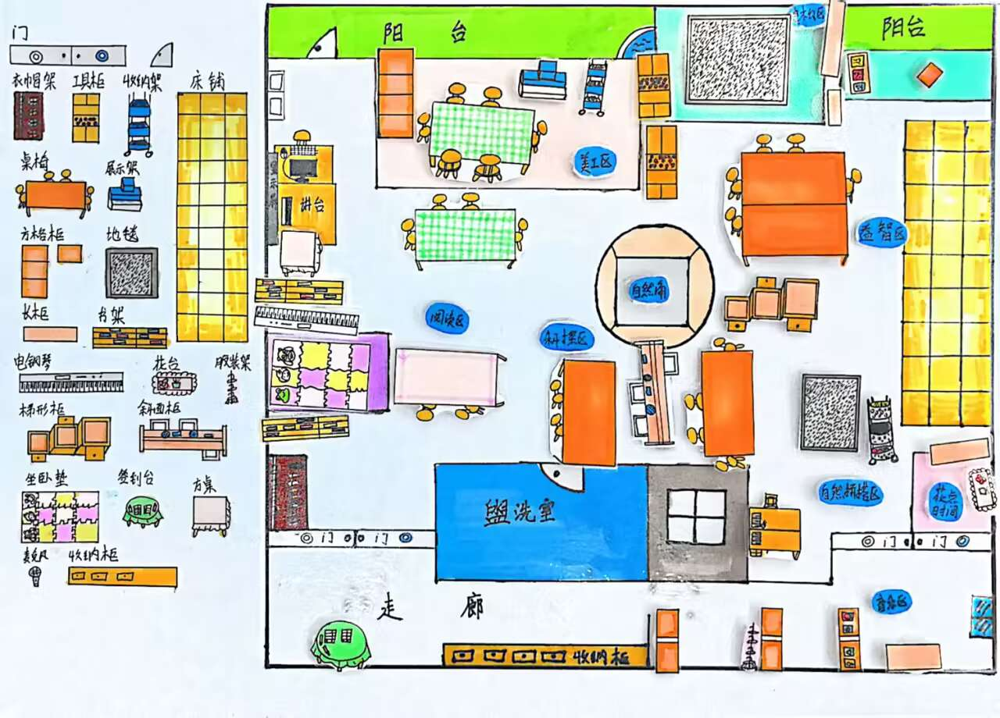 门
衣帽架 工具柜 收纳架 床铺
桌椅 展示架
方格柜 地毯
长柜 书架
电钢琴 花台 服装架
梯形柜 斜面柜
坐卧垫 签到台 方桌
麦克风 收纳柜
阳台
阳台
美工区
讲台
益智区
自然角
阅读区
科探区
盥洗室
自然拼搭区
花点
时间
门 门
门 门
走廊
收纳柜
音乐区